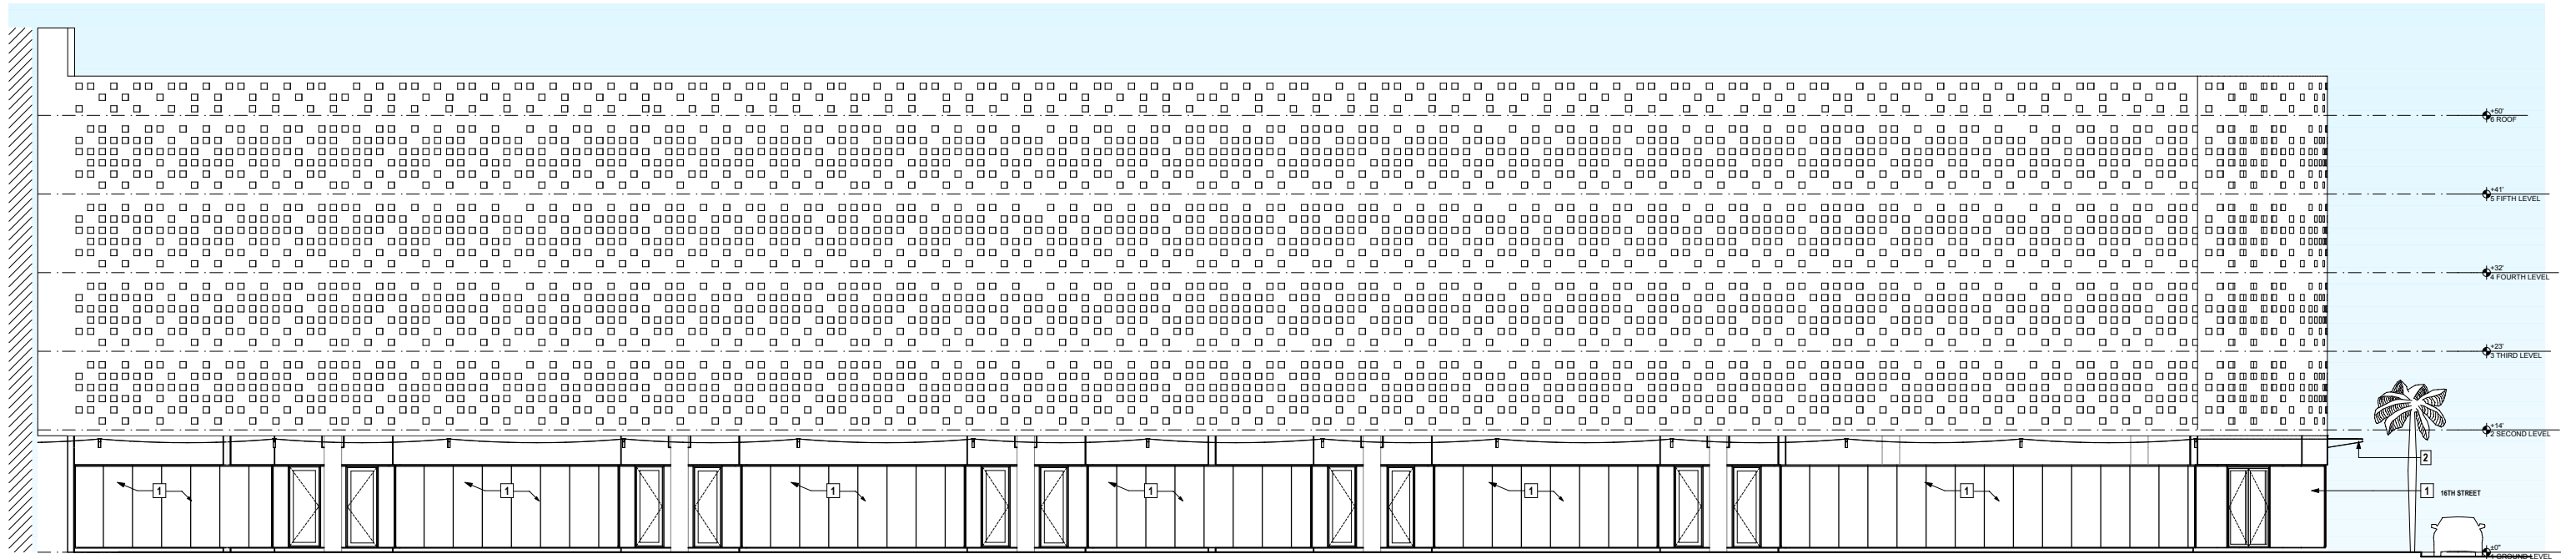 +50'
6 ROOF
+41'
5 FIFTH LEVEL
+32'
4 FOURTH LEVEL
+23'
3 THIRD LEVEL
+14'
2 SECOND LEVEL
2
1 1 1 1 1 1 1 16TH STREET
±0"
1 GROUND LEVEL